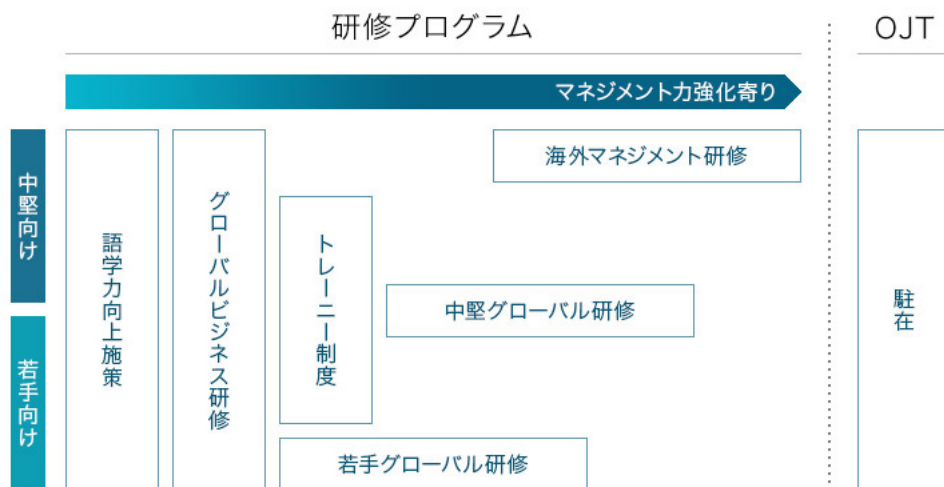 研修プログラム
OJT
マネジメント力強化寄り
中堅向け
若手向け
語学力向上施策
グローバルビジネス研修
トレーニー制度
海外マネジメント研修
中堅グローバル研修
若手グローバル研修
駐在